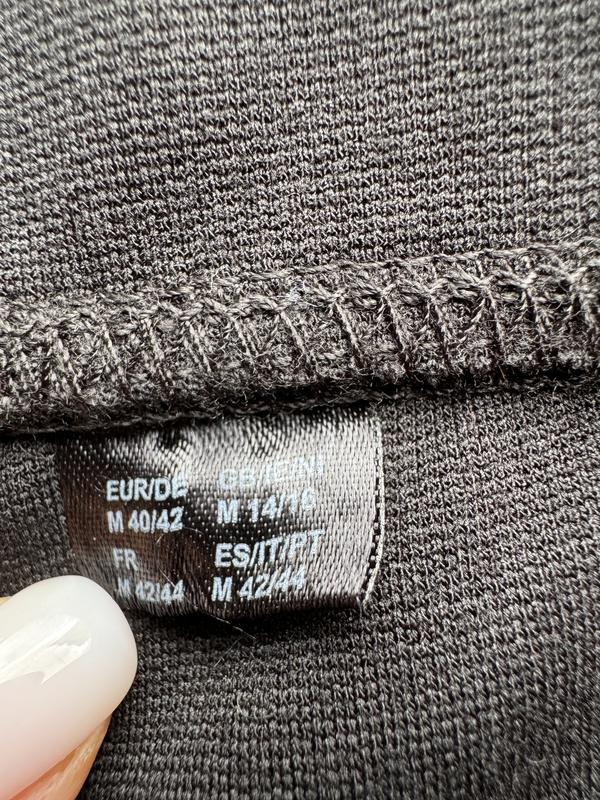 EUR/DE GB/IE/NI
M 40/42 M 14/16
FR ES/IT/PT
M 42/44 M 42/44